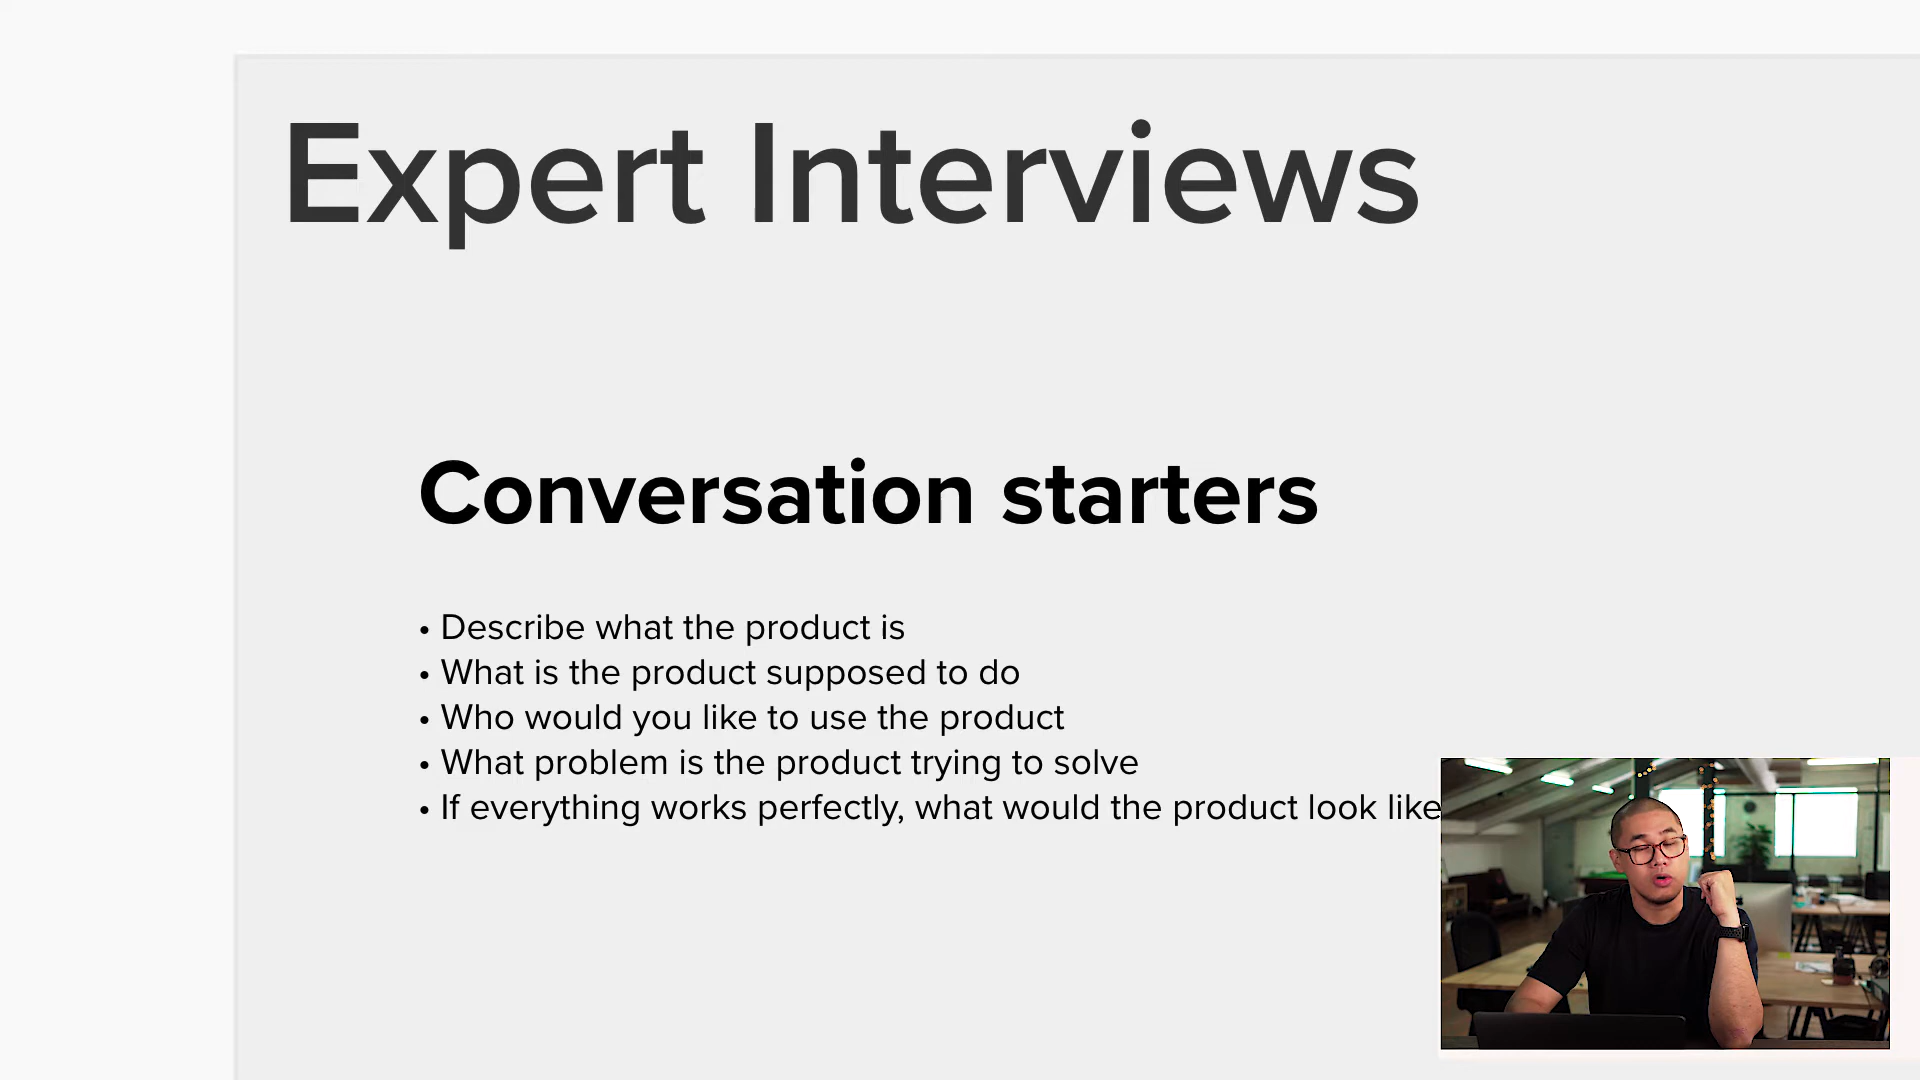 Expert Interviews
Conversation starters
• Describe what the product is
• What is the product supposed to do
• Who would you like to use the product
• What problem is the product trying to solve
• If everything works perfectly, what would the product look like